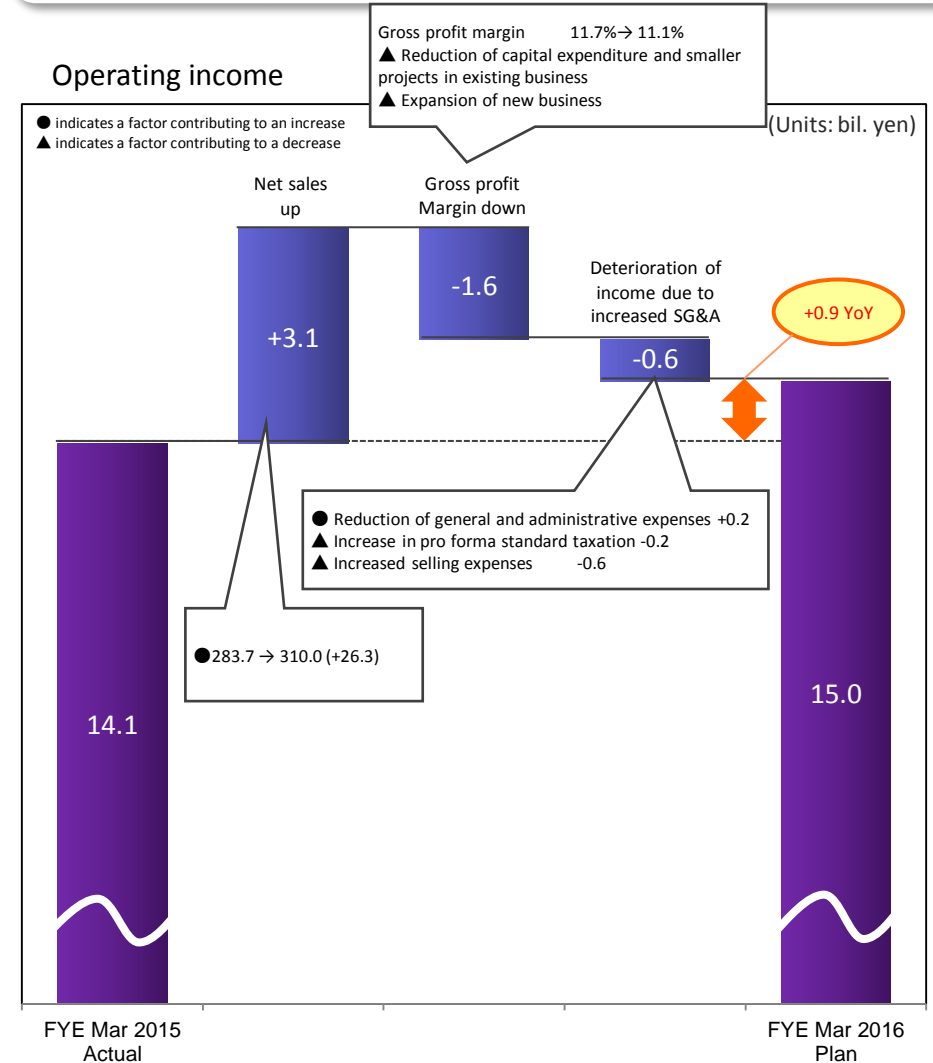 Gross profit margin 11.7%→ 11.1%
▲ Reduction of capital expenditure and smaller
projects in existing business
▲ Expansion of new business
Operating income
● indicates a factor contributing to an increase
▲ indicates a factor contributing to a decrease
(Units: bil. yen)
Net sales
up
Gross profit
Margin down
Deterioration of
income due to
increased SG&A
+3.1
-1.6
-0.6
+0.9 YoY
● Reduction of general and administrative expenses +0.2
▲ Increase in pro forma standard taxation -0.2
▲ Increased selling expenses -0.6
●283.7 → 310.0 (+26.3)
14.1
15.0
FYE Mar 2015
Actual
FYE Mar 2016
Plan